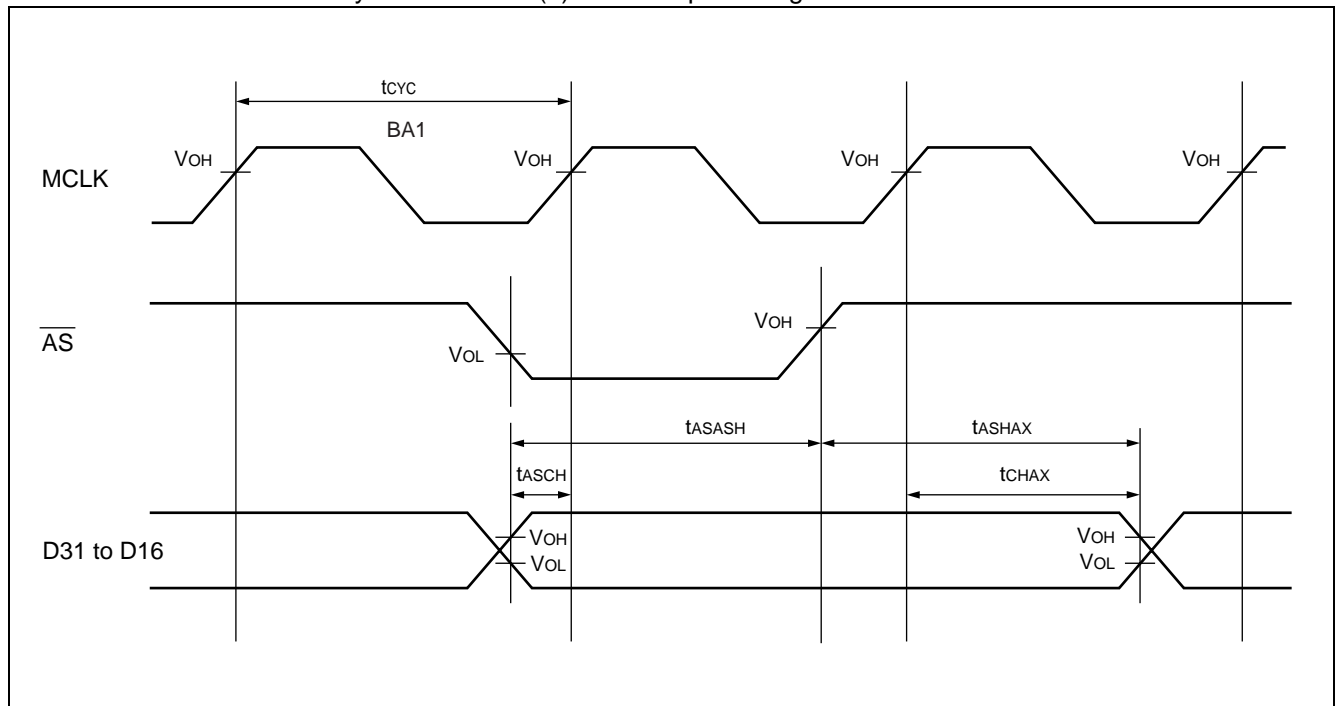 tCYC
BA1
VOH
VOH
VOH
VOH
MCLK
AS
VOL
VOH
tASASH
tASHAX
tASCH
tCHAX
D31 to D16
VOH
VOL
VOH
VOL